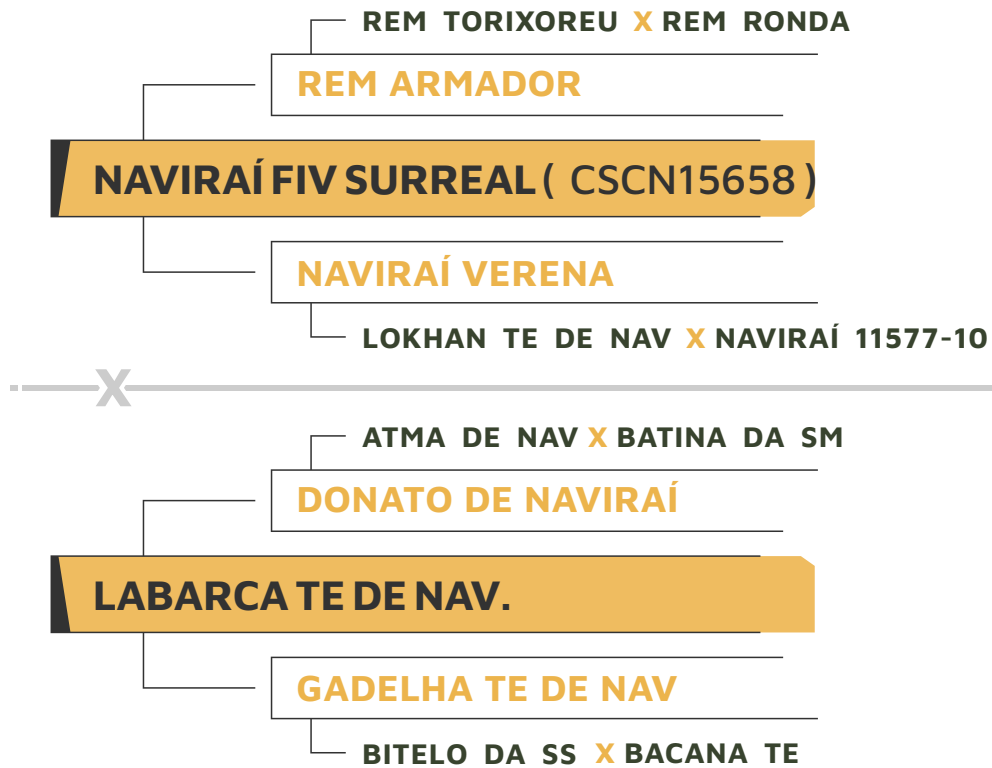 REM TORIXOREU X REM RONDA
REM ARMADOR
NAVIRAÍ FIV SURREAL ( CSCN15658 )
NAVIRAÍ VERENA
LOKHAN TE DE NAV X NAVIRAÍ 11577-10
X
ATMA DE NAV X BATINA DA SM
DONATO DE NAVIRAÍ
LABARCA TE DE NAV.
GADELHA TE DE NAV
BITELO DA SS X BACANA TE